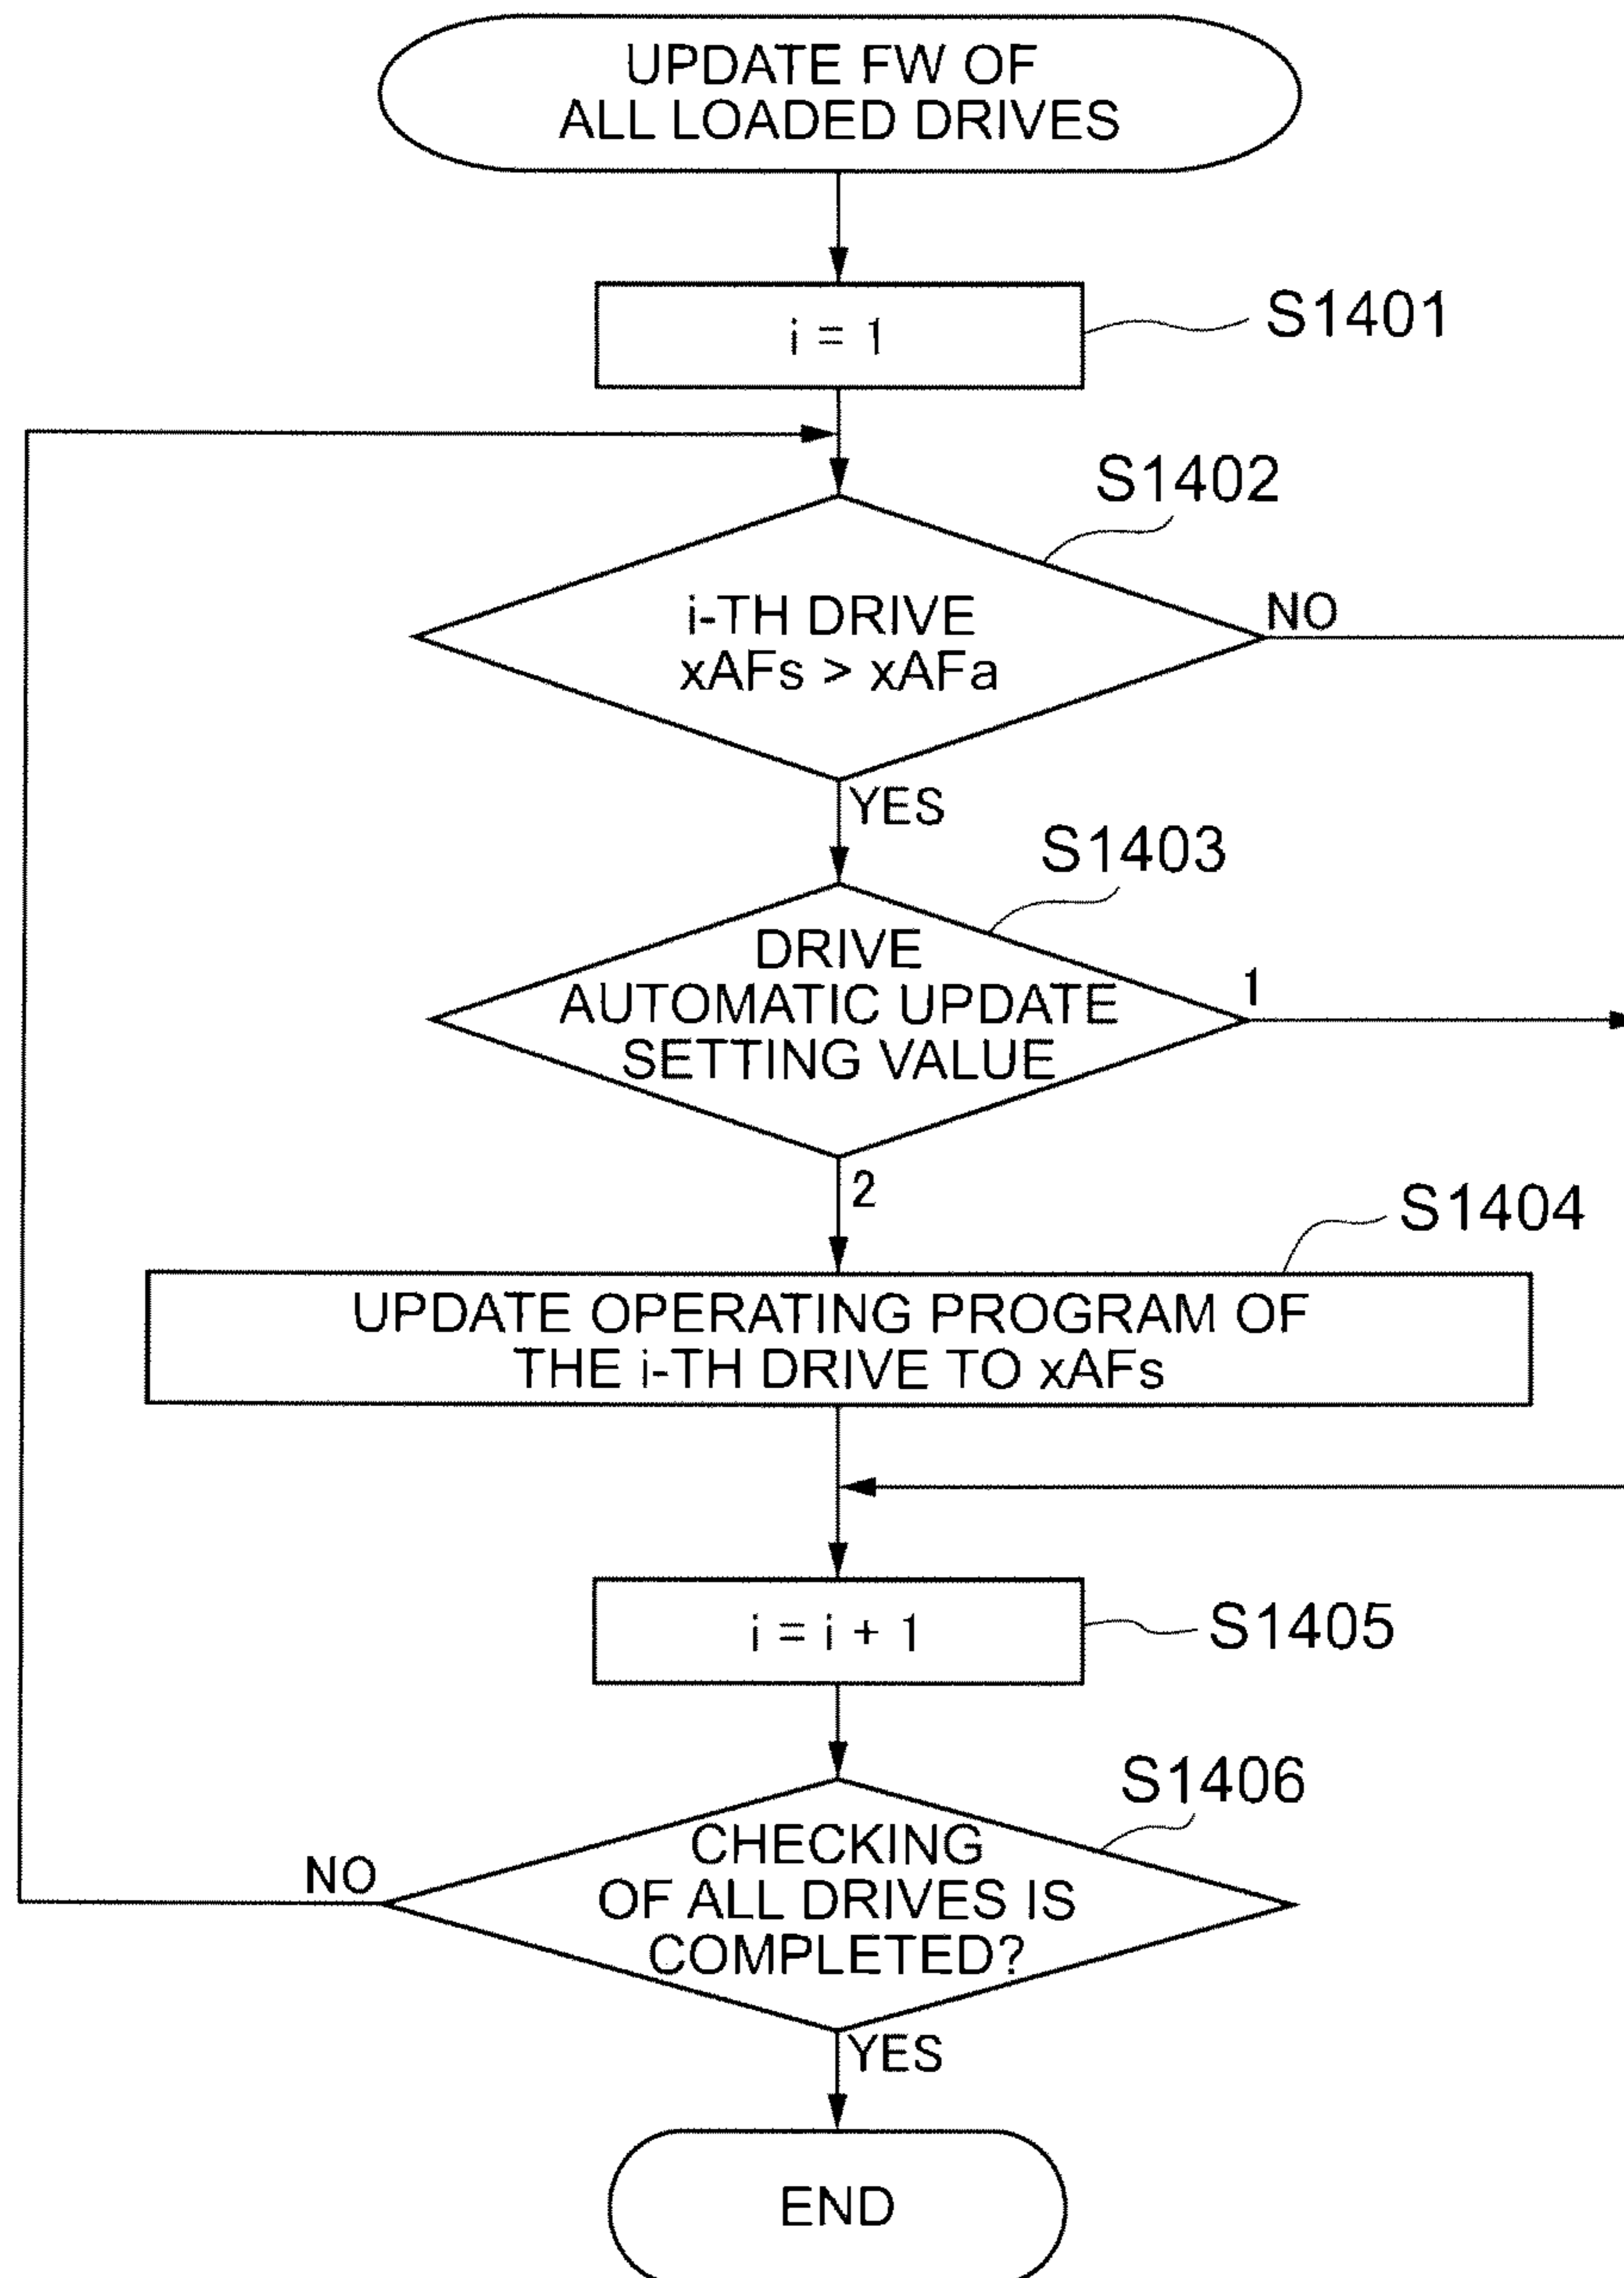 UPDATE FW OF
ALL LOADED DRIVES
i = 1
S1401
S1402
i-TH DRIVE
xAFs > xAFa
NO
YES
S1403
DRIVE
AUTOMATIC UPDATE
SETTING VALUE
1
2
S1404
UPDATE OPERATING PROGRAM OF
THE i-TH DRIVE TO xAFs
i = i + 1
S1405
S1406
CHECKING
OF ALL DRIVES IS
COMPLETED?
NO
YES
END